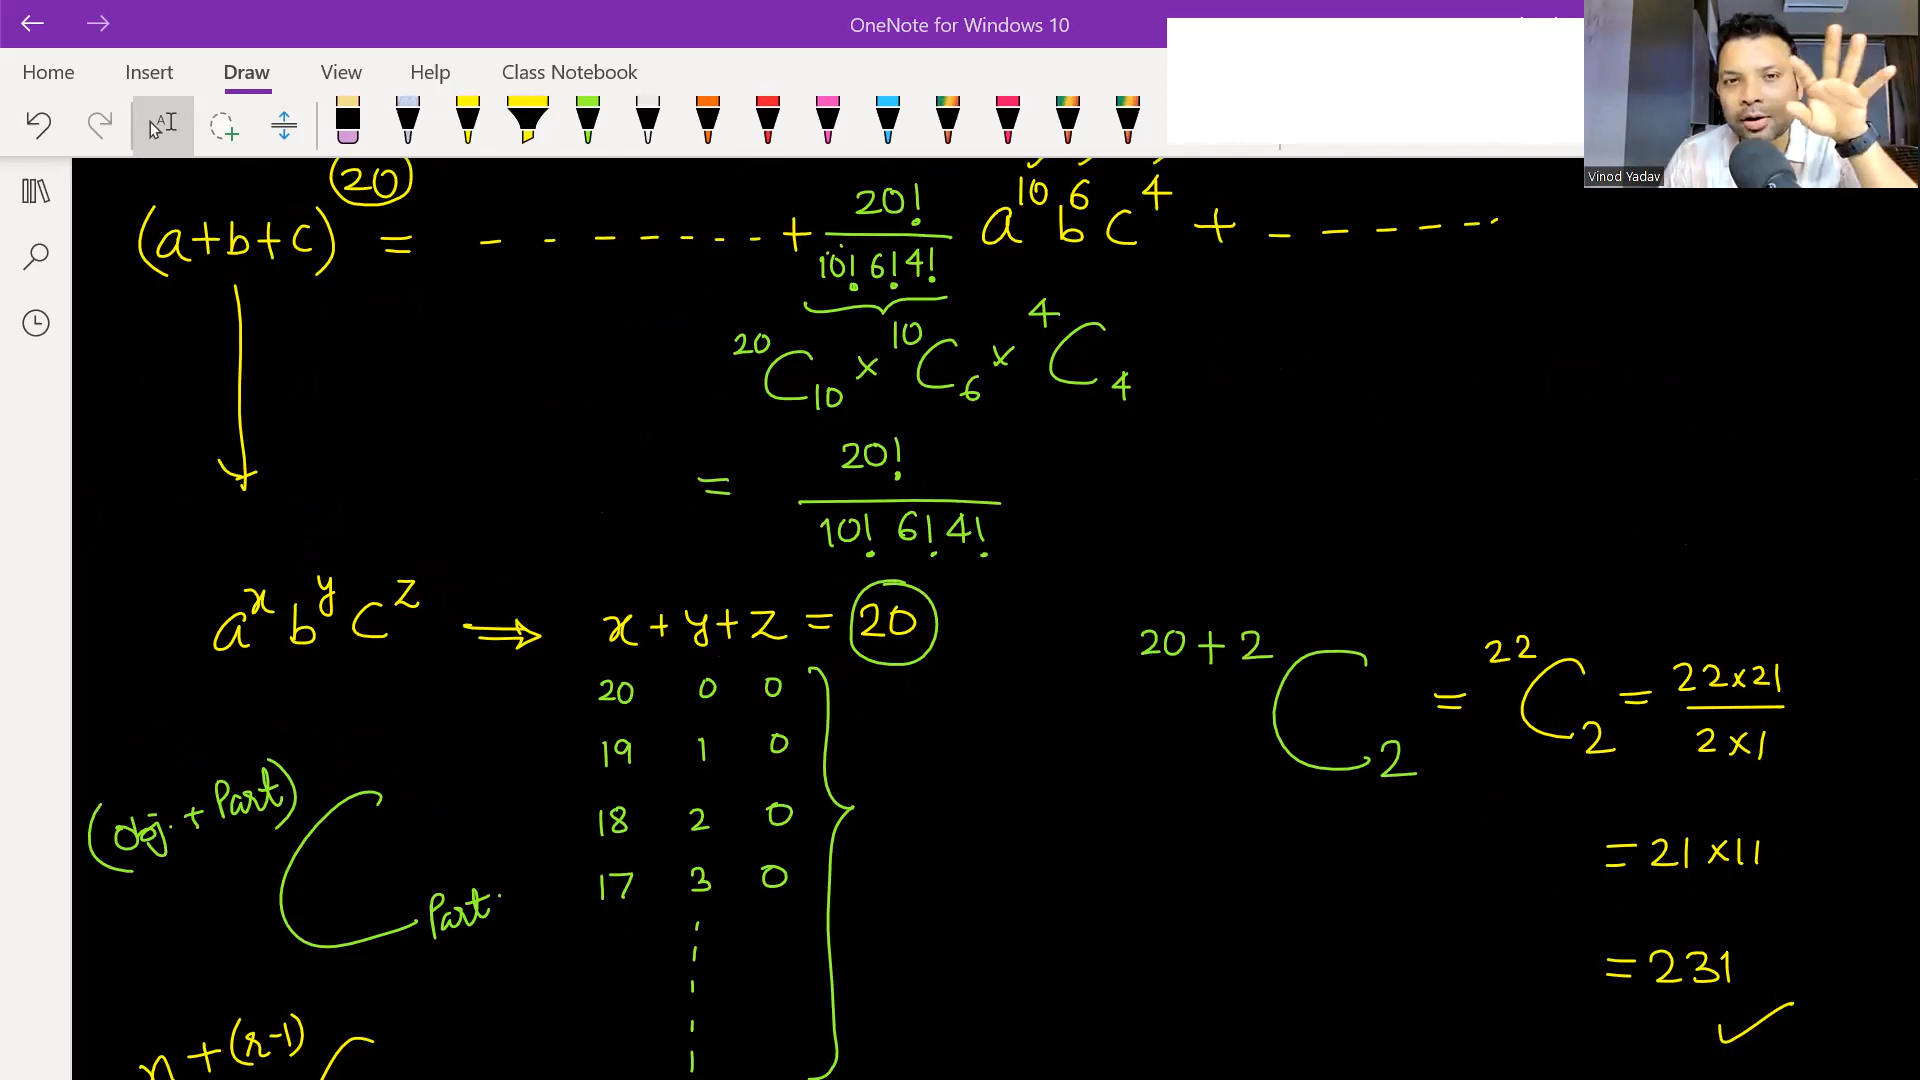 OneNote for Windows 10
Home Insert Draw View Help Class Notebook
Vinod Yadav
(a+b+c)^20 = - - - - - - - + 20!/(10! 6! 4!) a^10 b^6 c^4 + - - - - - -
20C10 × 10C6 × 4C4
= 20!/(10! 6! 4!)
a^x b^y c^z ⇒ x + y + z = 20
20+2C2 = 22C2 = 22×21/2×1
20 0 0
19 1 0
18 2 0
17 3 0
(obj. + Part)C Part.
= 21 × 11
= 231 ✓
n + (r-1)